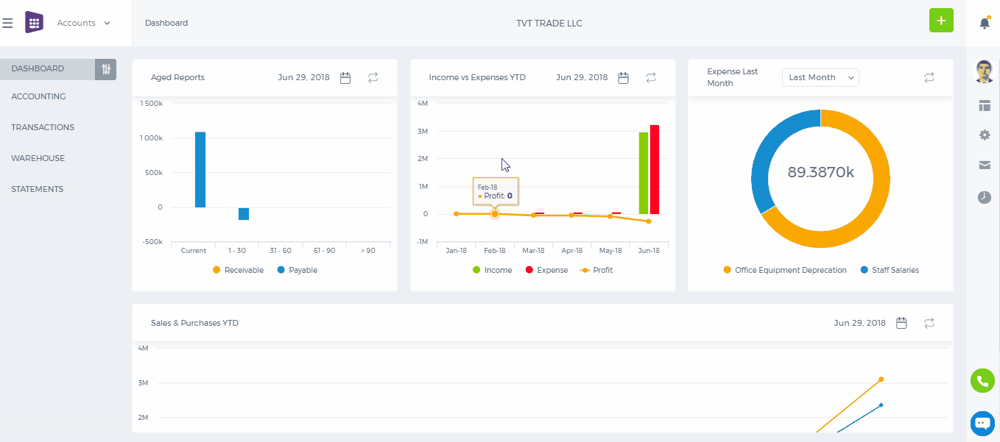 Accounts
Dashboard
TVT TRADE LLC
+
DASHBOARD
ACCOUNTING
TRANSACTIONS
WAREHOUSE
STATEMENTS
Aged Reports
Jun 29, 2018
1 500k
1 000k
500k
0
-500k
Current
1 - 30
31 - 60
61 - 90
> 90
Receivable
Payable
Income vs Expenses YTD
Jun 29, 2018
4M
3M
2M
1M
0
-1M
Feb-18
Profit: 0
Jan-18
Feb-18
Mar-18
Apr-18
May-18
Jun-18
Income
Expense
Profit
Expense Last
Month
Last Month
89.3870k
Office Equipment Deprecation
Staff Salaries
Sales & Purchases YTD
Jun 29, 2018
4M
3M
2M